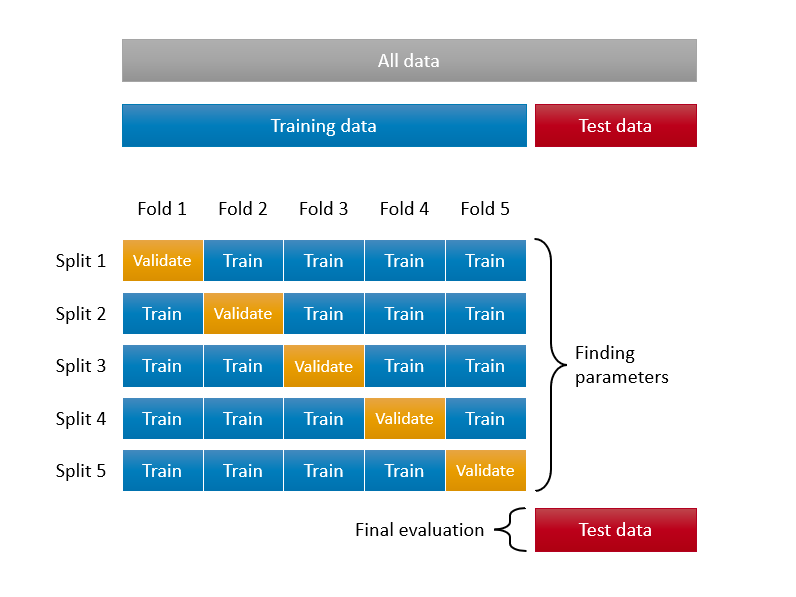 All data
Training data Test data
Fold 1 Fold 2 Fold 3 Fold 4 Fold 5
Split 1 Validate Train Train Train Train
Split 2 Train Validate Train Train Train
Split 3 Train Train Validate Train Train
Split 4 Train Train Train Validate Train
Split 5 Train Train Train Train Validate
Finding
parameters
Final evaluation Test data